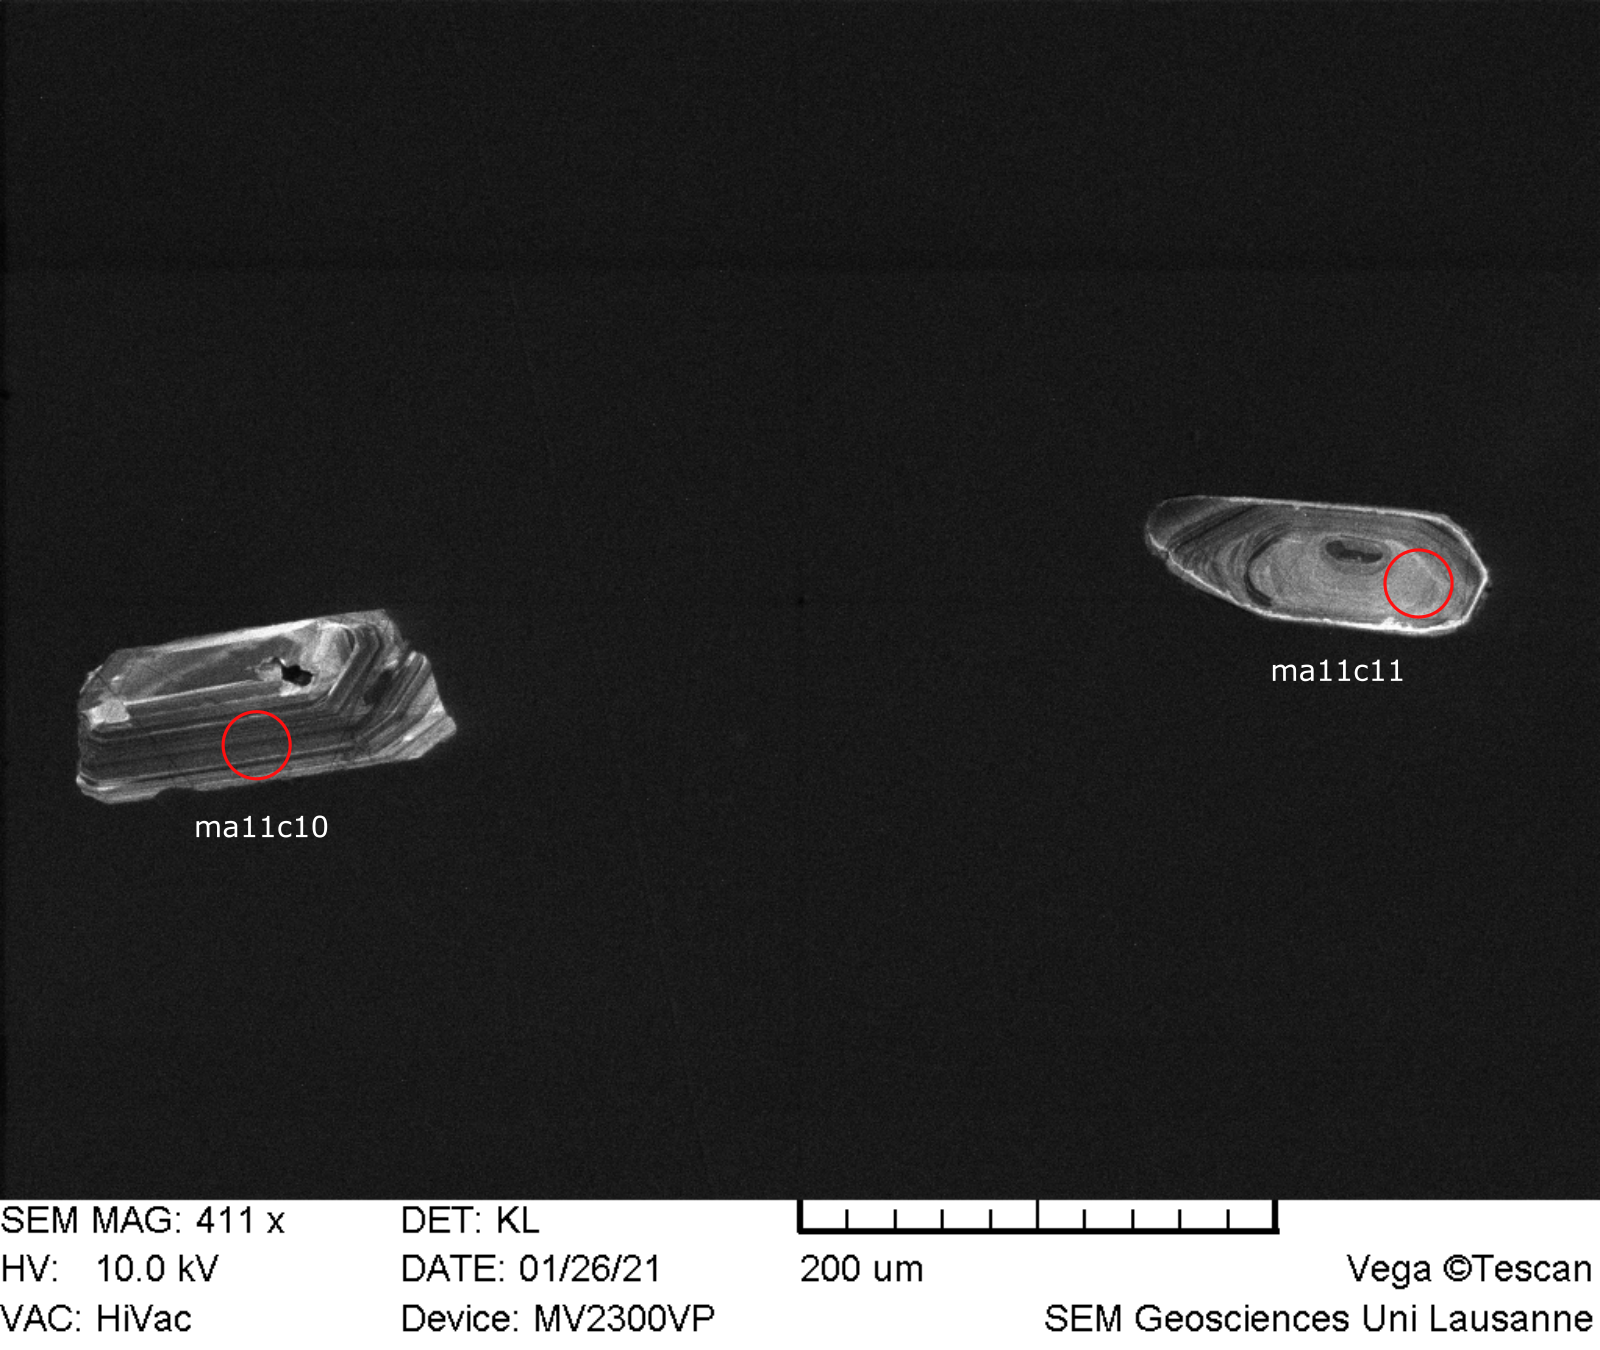 ma11c11
ma11c10
SEM MAG: 411 x
DET: KL
HV: 10.0 kV
DATE: 01/26/21
200 um
Vega ©Tescan
VAC: HiVac
Device: MV2300VP
SEM Geosciences Uni Lausanne